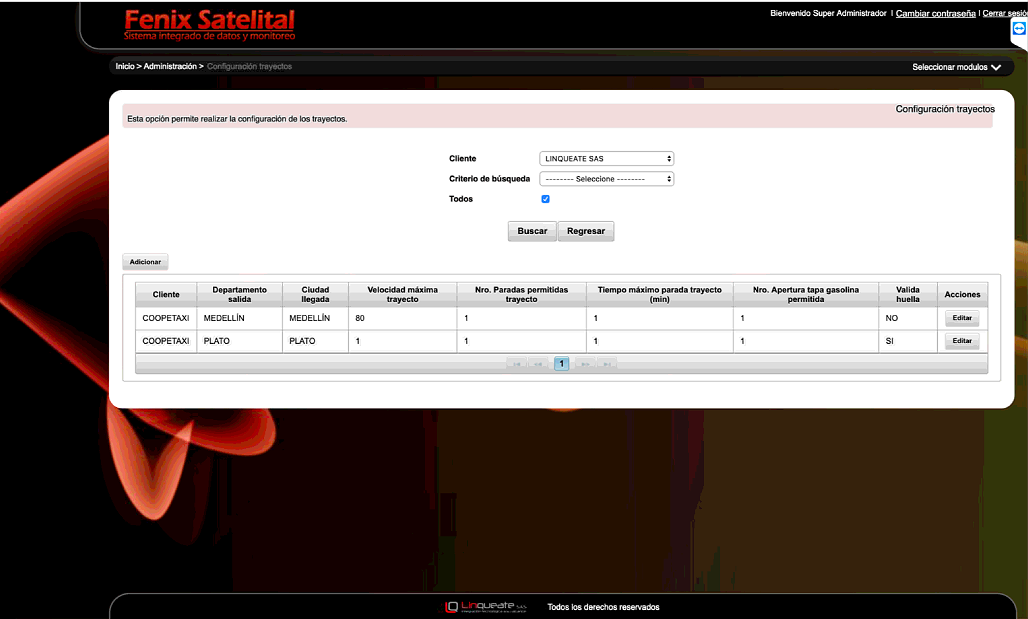 Fenix Satelital
Sistema integrado de datos y monitoreo
Bienvenido Super Administrador | Cambiar contraseña | Cerrar sesió
Inicio > Administración > Configuración trayectos
Seleccionar modulos
Configuración trayectos
Esta opción permite realizar la configuración de los trayectos.
Cliente LINQUEATE SAS
Criterio de búsqueda -------- Seleccione --------
Todos
Buscar Regresar
Adicionar
Cliente Departamento salida Ciudad llegada Velocidad máxima trayecto Nro. Paradas permitidas trayecto Tiempo máximo parada trayecto (min) Nro. Apertura tapa gasolina permitida Valida huella Acciones
COOPETAXI MEDELLÍN MEDELLÍN 80 1 1 1 NO Editar
COOPETAXI PLATO PLATO 1 1 1 1 SI Editar
1
Linqueate S.A.S
Todos los derechos reservados